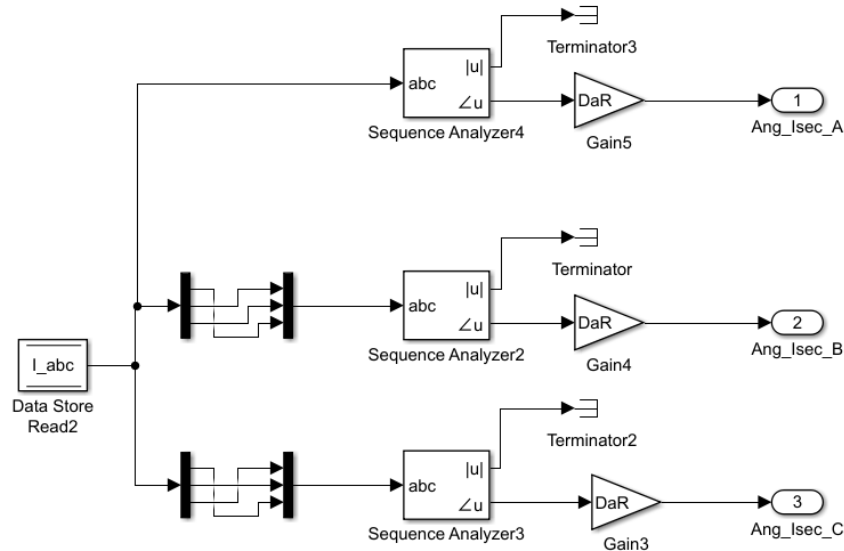 |u|
Terminator3
abc
∠u
DaR
1
Sequence Analyzer4
Gain5
Ang_Isec_A
|u|
Terminator
abc
∠u
DaR
2
Sequence Analyzer2
Gain4
Ang_Isec_B
I_abc
Data Store
Read2
|u|
Terminator2
abc
∠u
DaR
3
Sequence Analyzer3
Gain3
Ang_Isec_C